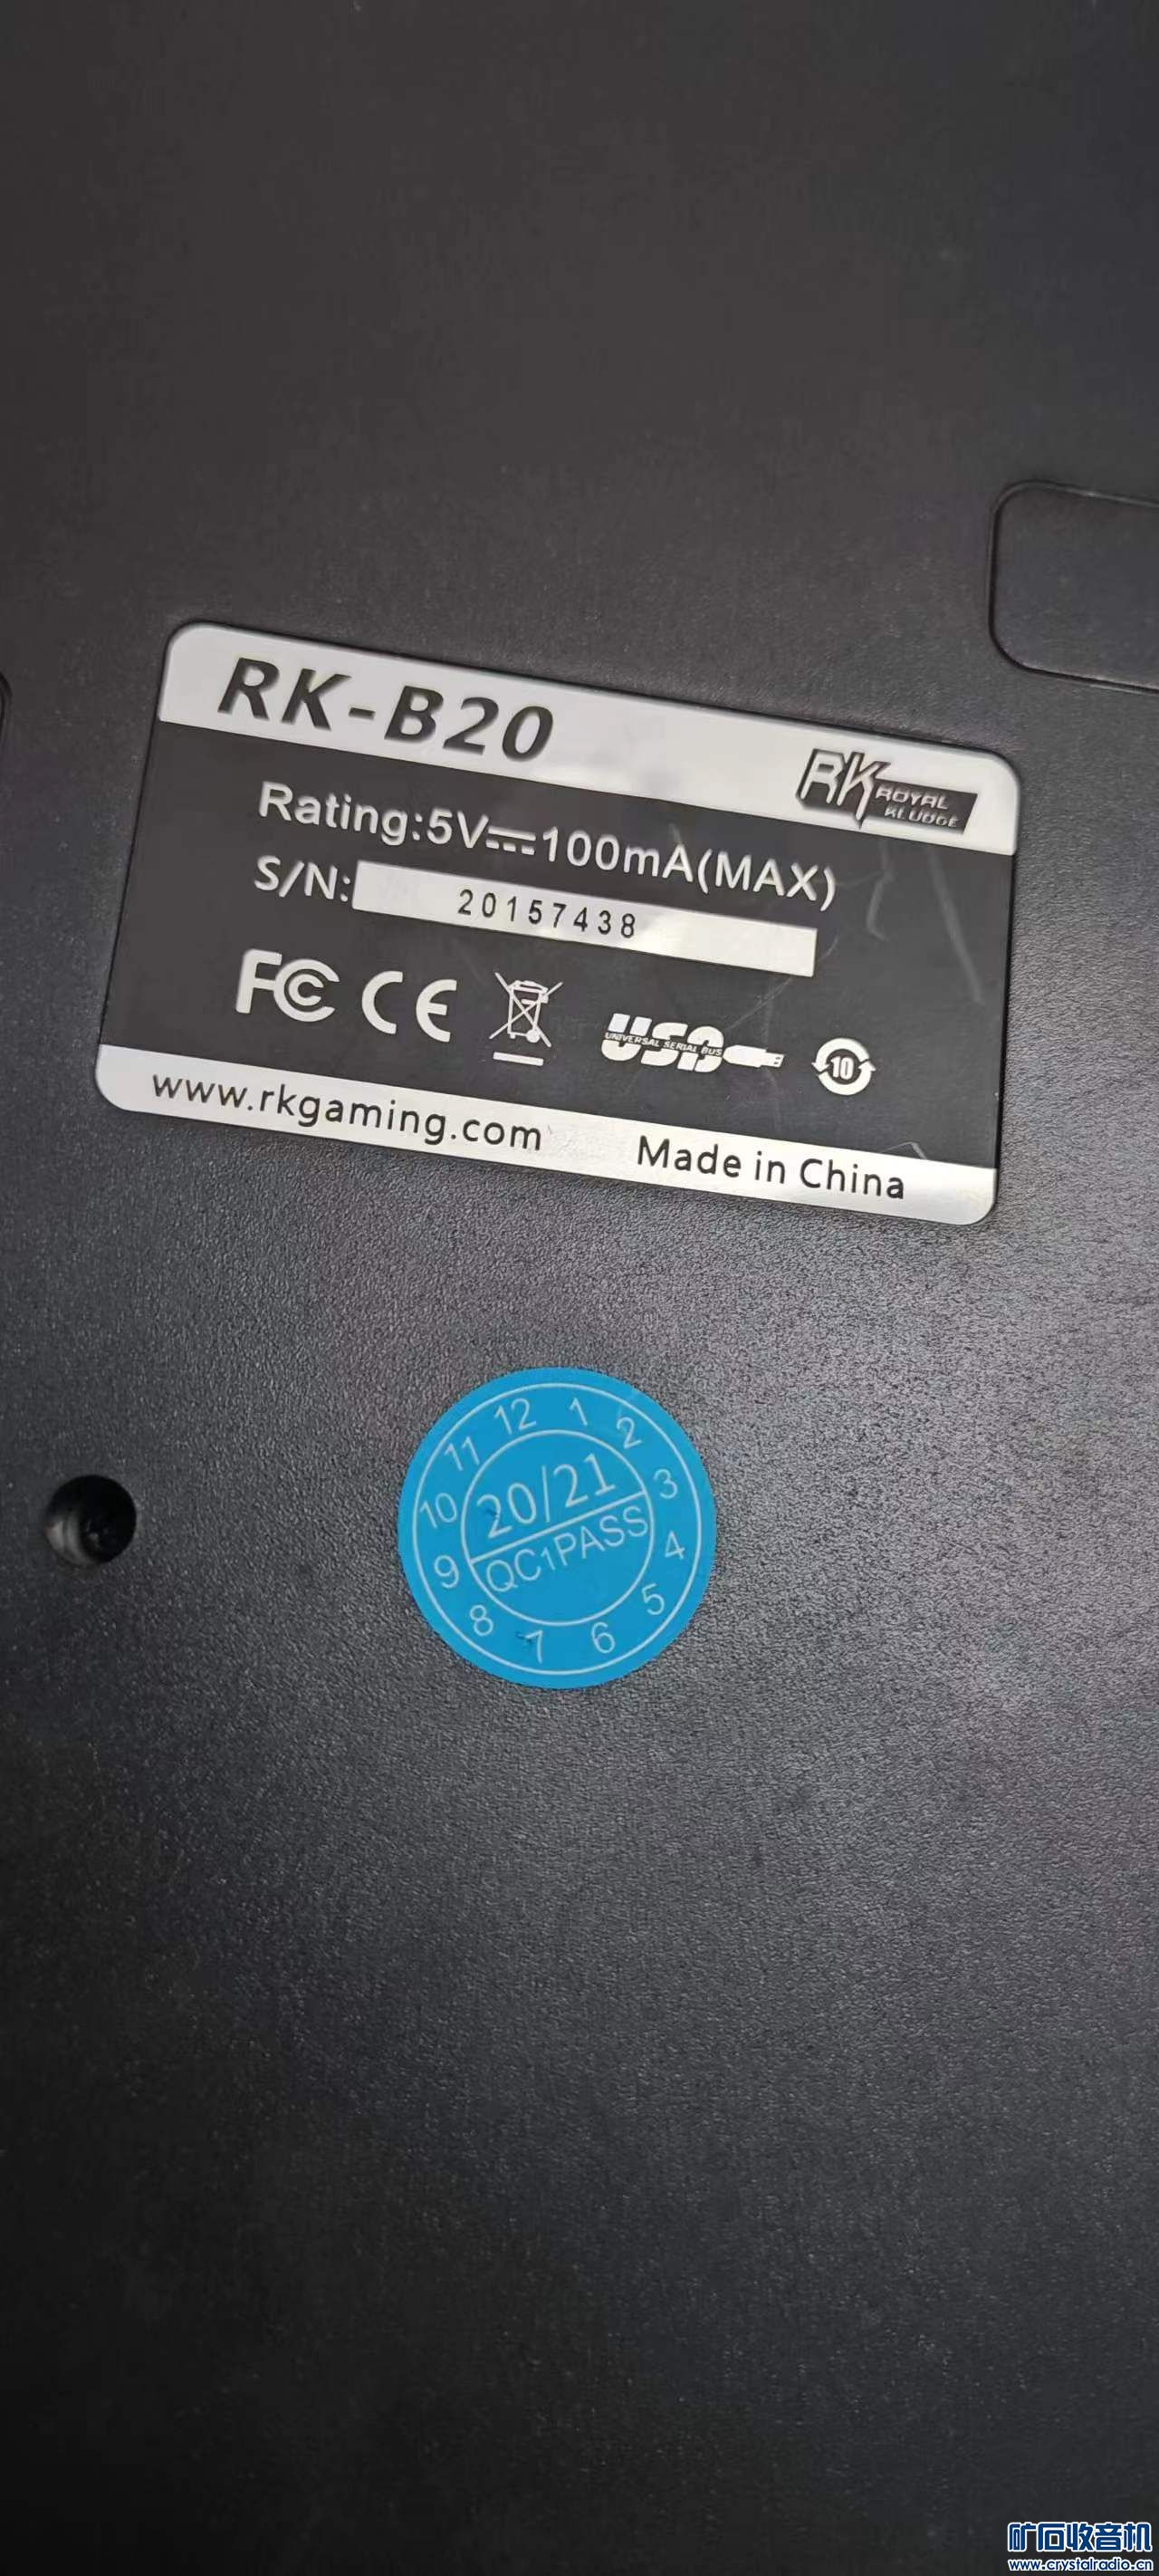 RK-B20
RK ROYAL
KLUDGE
Rating:5V⎓100mA(MAX)
S/N: 20157438
FC CE USB 10
UNIVERSAL SERIAL BUS
www.rkgaming.com Made in China
12 1 2 3 4 5 6 7 8 9 10 11
20/21
QC1PASS
矿石收音机
www.crystalradio.cn